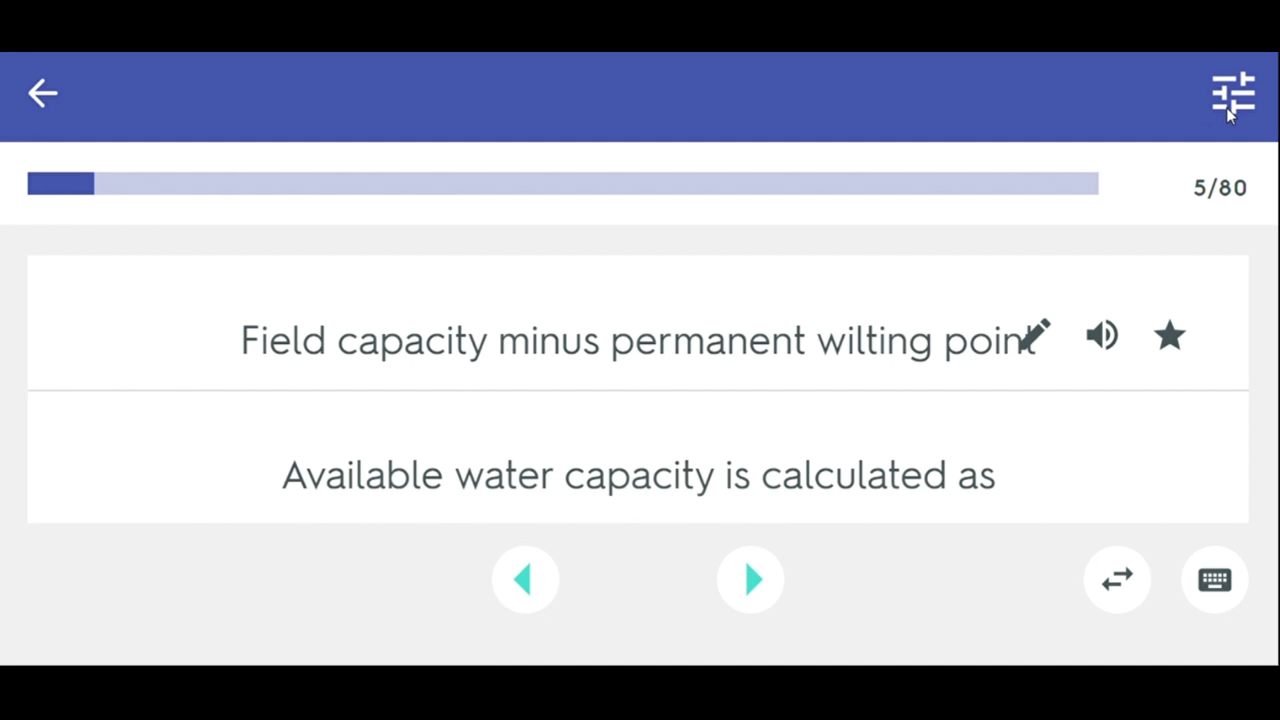 5/80
Field capacity minus permanent wilting point
Available water capacity is calculated as